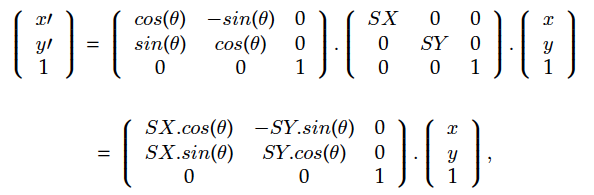 ( x′ y′ 1 ) = ( cos(θ) −sin(θ) 0 sin(θ) cos(θ) 0 0 0 1 ) . ( SX 0 0 0 SY 0 0 0 1 ) . ( x y 1 )
= ( SX.cos(θ) −SY.sin(θ) 0 SX.sin(θ) SY.cos(θ) 0 0 0 1 ) . ( x y 1 ) ,